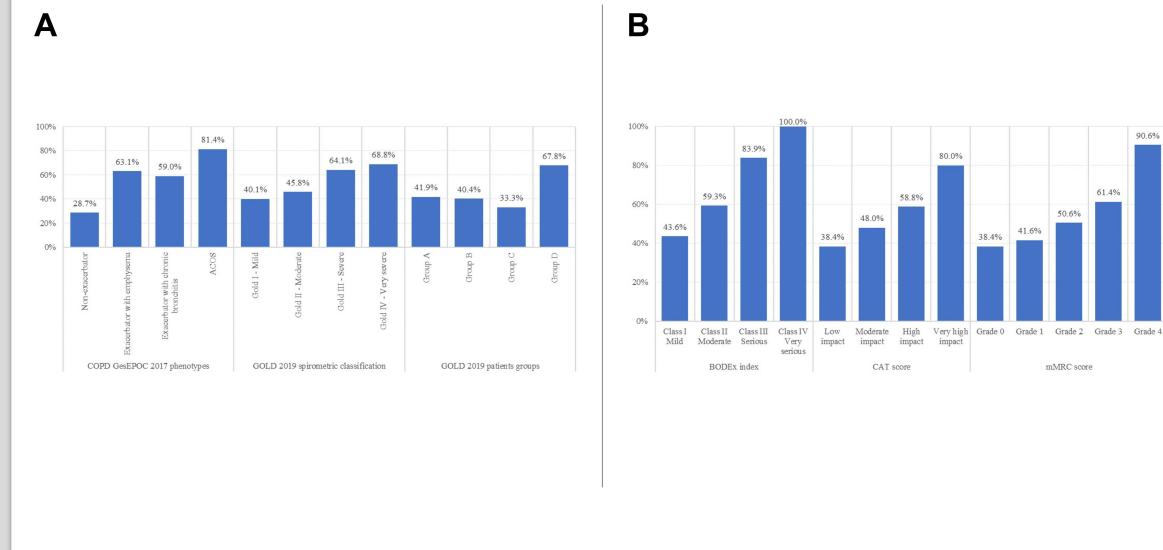 A
100%
80%
60%
40%
20%
0%
28.7%
63.1%
59.0%
81.4%
40.1%
45.8%
64.1%
68.8%
41.9%
40.4%
33.3%
67.8%
Non-exacerbator
Exacerbator with emphysema
Exacerbator with chronic
bronchitis
ACOS
Gold I - Mild
Gold II - Moderate
Gold III - Severe
Gold IV - Very severe
Group A
Group B
Group C
Group D
COPD GesEPOC 2017 phenotypes
GOLD 2019 spirometric classification
GOLD 2019 patients groups
B
100%
80%
60%
40%
20%
0%
43.6%
59.3%
83.9%
100.0%
38.4%
48.0%
58.8%
80.0%
38.4%
41.6%
50.6%
61.4%
90.6%
Class I
Mild
Class II
Moderate
Class III
Serious
Class IV
Very
serious
Low
impact
Moderate
impact
High
impact
Very high
impact
Grade 0
Grade 1
Grade 2
Grade 3
Grade 4
BODEx index
CAT score
mMRC score